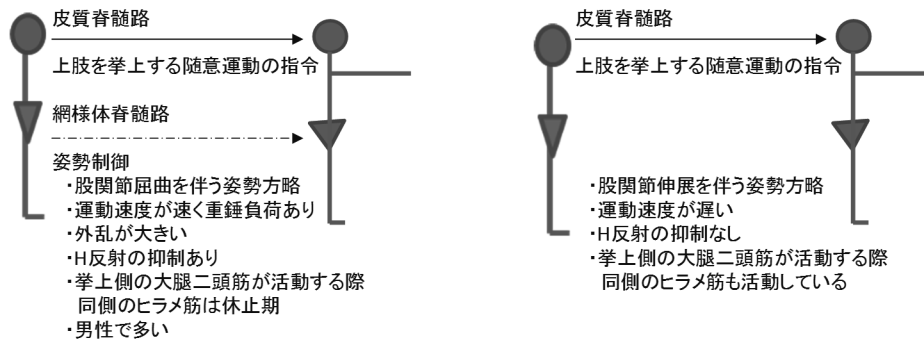 皮質脊髄路
上肢を挙上する随意運動の指令
網様体脊髄路
姿勢制御
・股関節屈曲を伴う姿勢方略
・運動速度が速く重錘負荷あり
・外乱が大きい
・H反射の抑制あり
・挙上側の大腿二頭筋が活動する際
同側のヒラメ筋は休止期
・男性で多い
皮質脊髄路
上肢を挙上する随意運動の指令
・股関節伸展を伴う姿勢方略
・運動速度が遅い
・H反射の抑制なし
・挙上側の大腿二頭筋が活動する際
同側のヒラメ筋も活動している